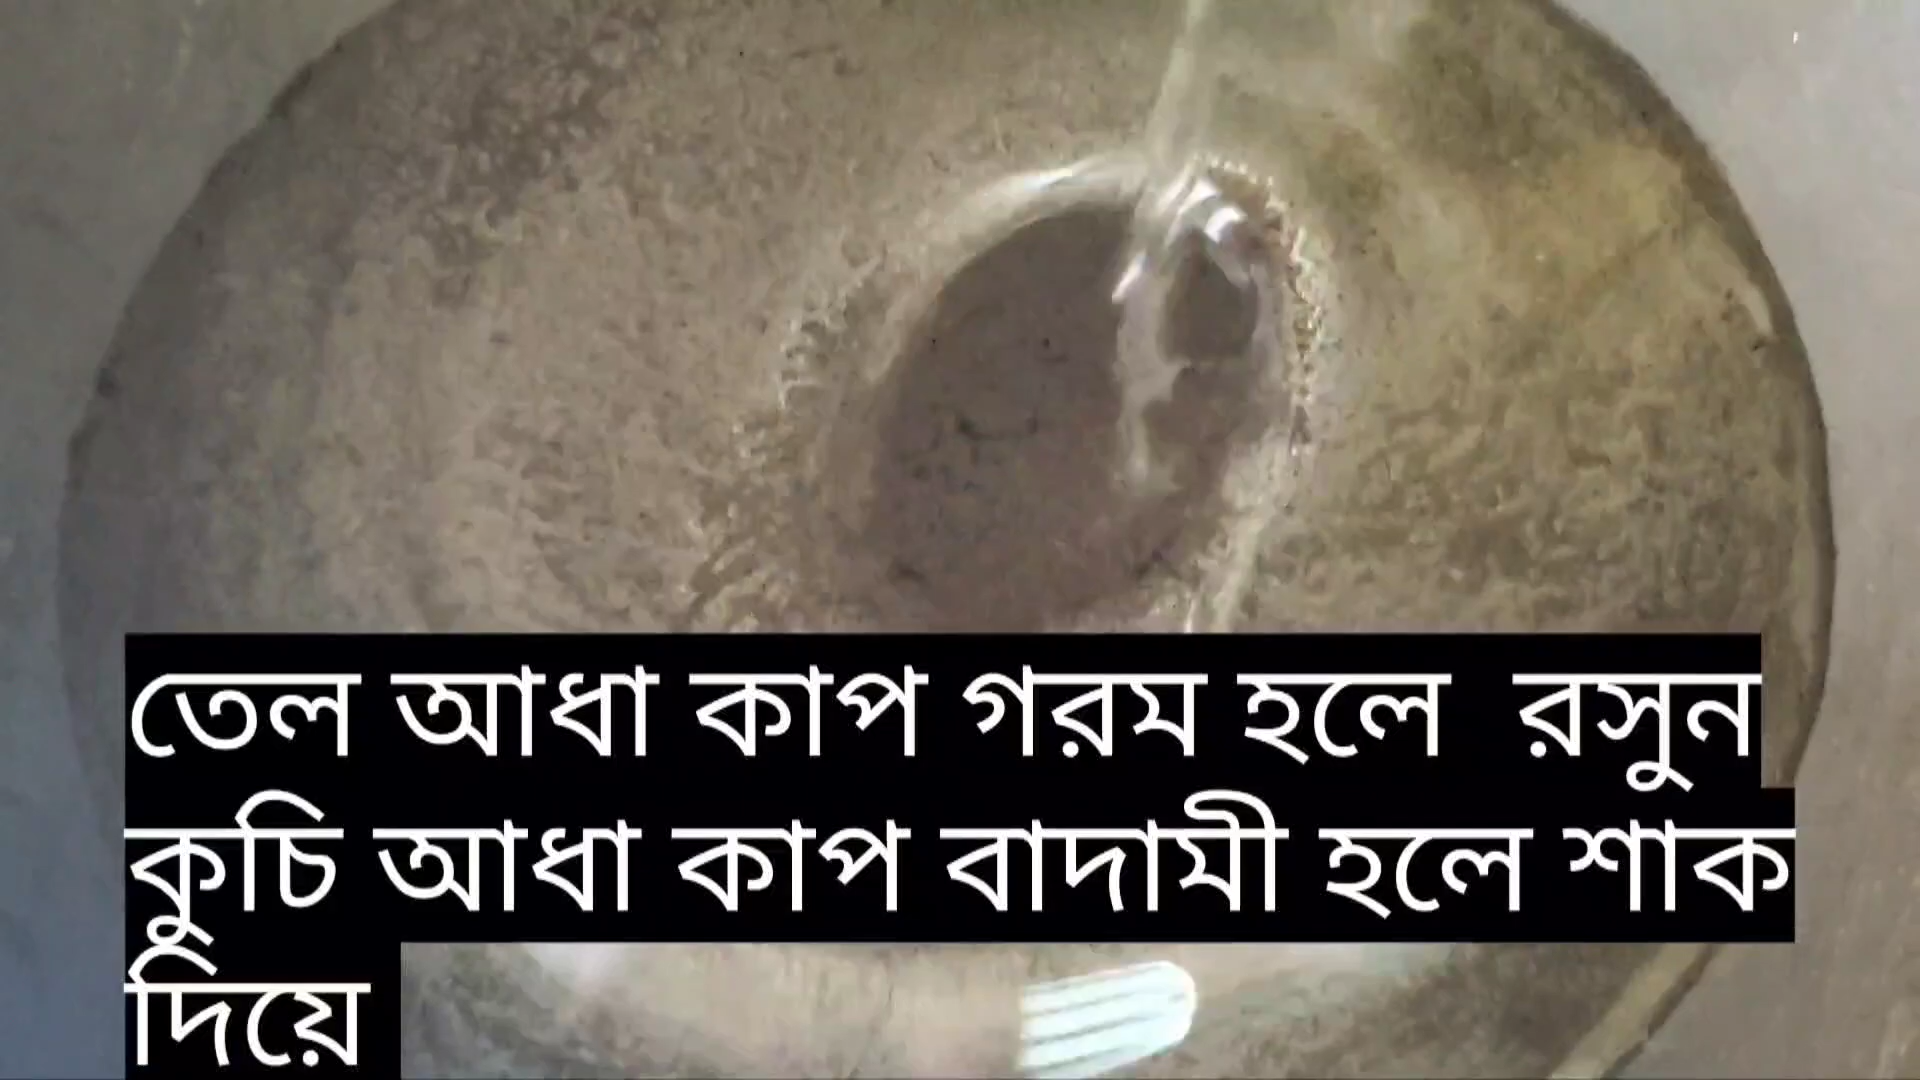 তেল আধা কাপ গরম হলে  রসুন
কুচি আধা কাপ বাদামী হলে শাক
দিয়ে